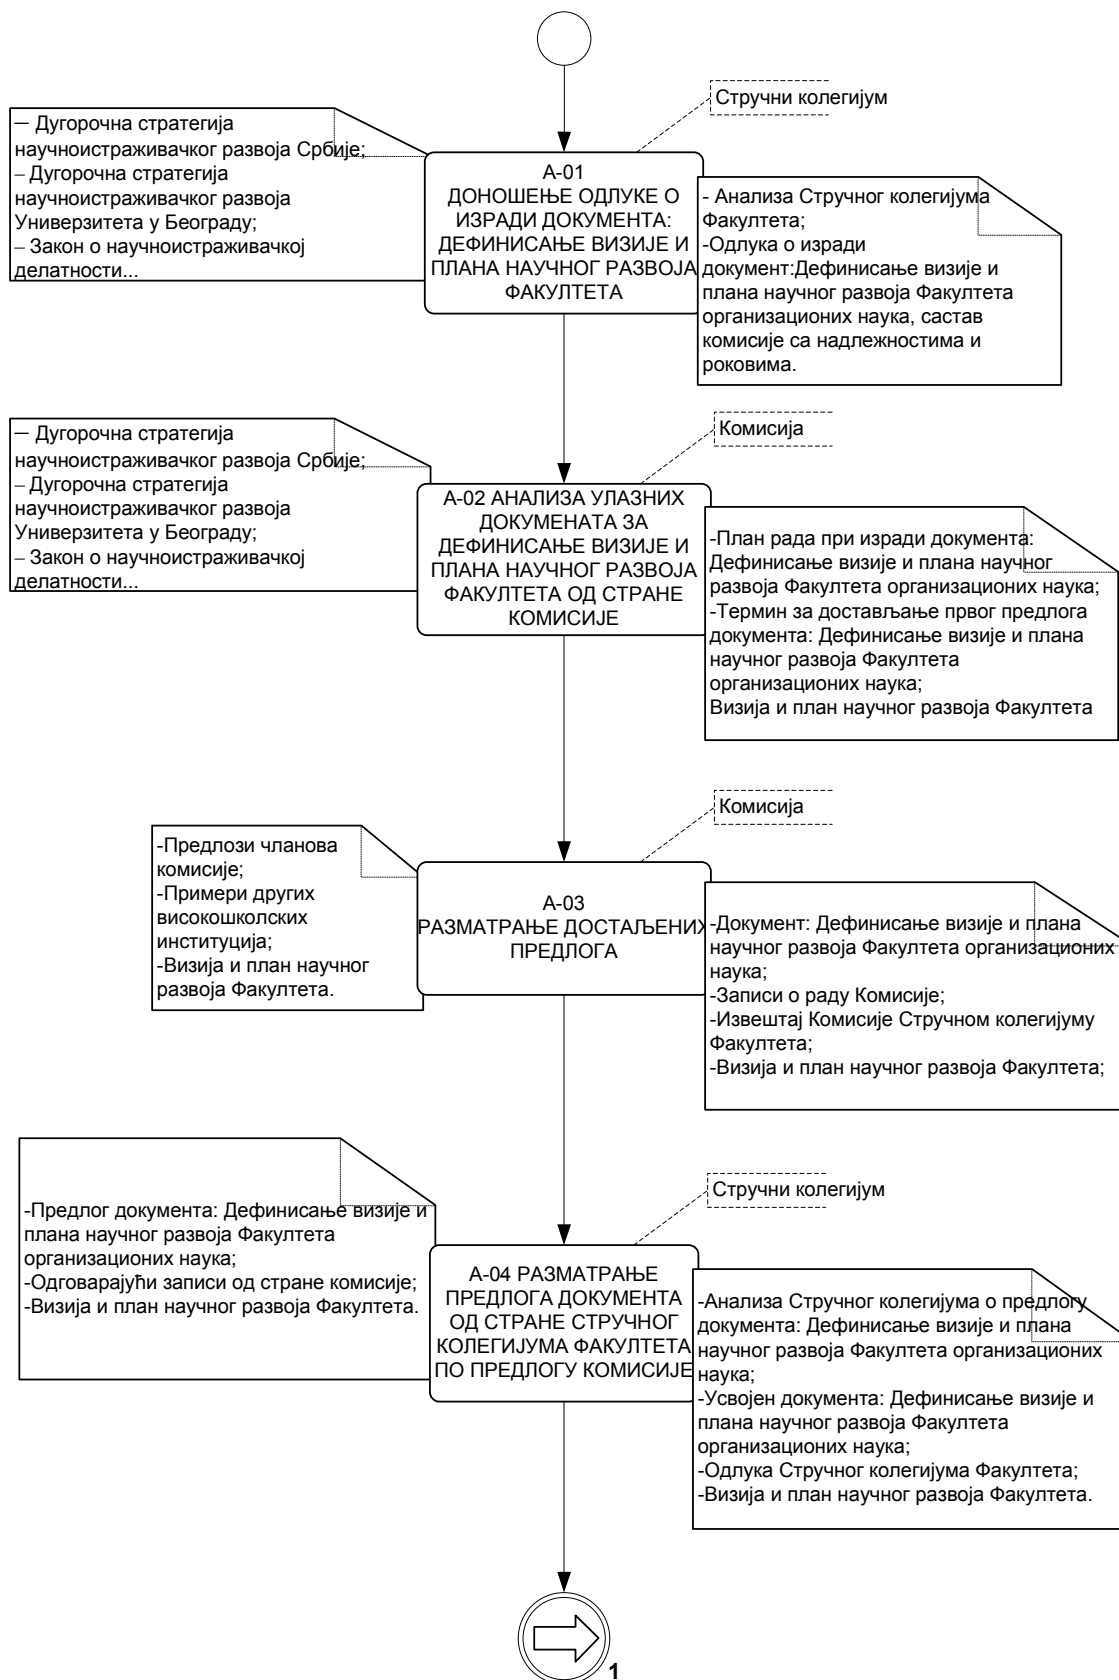 Стручни колегијум
— Дугорочна стратегија
научноистраживачког развоја Србије;
– Дугорочна стратегија
научноистраживачког развоја
Универзитета у Београду;
– Закон о научноистраживачкој
делатности...
А-01
ДОНОШЕЊЕ ОДЛУКЕ О
ИЗРАДИ ДОКУМЕНТА:
ДЕФИНИСАЊЕ ВИЗИЈЕ И
ПЛАНА НАУЧНОГ РАЗВОЈА
ФАКУЛТЕТА
- Анализа Стручног колегијума
Факултета;
-Одлука о изради
документ:Дефинисање визије и
плана научног развоја Факултета
организационих наука, састав
комисије са надлежностима и
роковима.
Комисија
— Дугорочна стратегија
научноистраживачког развоја Србије;
– Дугорочна стратегија
научноистраживачког развоја
Универзитета у Београду;
– Закон о научноистраживачкој
делатности...
А-02 АНАЛИЗА УЛАЗНИХ
ДОКУМЕНАТА ЗА
ДЕФИНИСАЊЕ ВИЗИЈЕ И
ПЛАНА НАУЧНОГ РАЗВОЈА
ФАКУЛТЕТА ОД СТРАНЕ
КОМИСИЈЕ
-План рада при изради документа:
Дефинисање визије и плана научног
развоја Факултета организационих наука;
-Термин за достављање првог предлога
документа: Дефинисање визије и плана
научног развоја Факултета
организационих наука;
Визија и план научног развоја Факултета
Комисија
-Предлози чланова
комисије;
-Примери других
високошколских
институција;
-Визија и план научног
развоја Факултета.
А-03
РАЗМАТРАЊЕ ДОСТАЉЕНИХ
ПРЕДЛОГА
-Документ: Дефинисање визије и плана
научног развоја Факултета организационих
наука;
-Записи о раду Комисије;
-Извештај Комисије Стручном колегијуму
Факултета;
-Визија и план научног развоја Факултета;
Стручни колегијум
-Предлог документа: Дефинисање визије и
плана научног развоја Факултета
организационих наука;
-Одговарајући записи од стране комисије;
-Визија и план научног развоја Факултета.
А-04 РАЗМАТРАЊЕ
ПРЕДЛОГА ДОКУМЕНТА
ОД СТРАНЕ СТРУЧНОГ
КОЛЕГИЈУМА ФАКУЛТЕТА
ПО ПРЕДЛОГУ КОМИСИЈЕ
-Анализа Стручног колегијума о предлогу
документа: Дефинисање визије и плана
научног развоја Факултета организационих
наука;
-Усвојен документа: Дефинисање визије и
плана научног развоја Факултета
организационих наука;
-Одлука Стручног колегијума Факултета;
-Визија и план научног развоја Факултета.
1